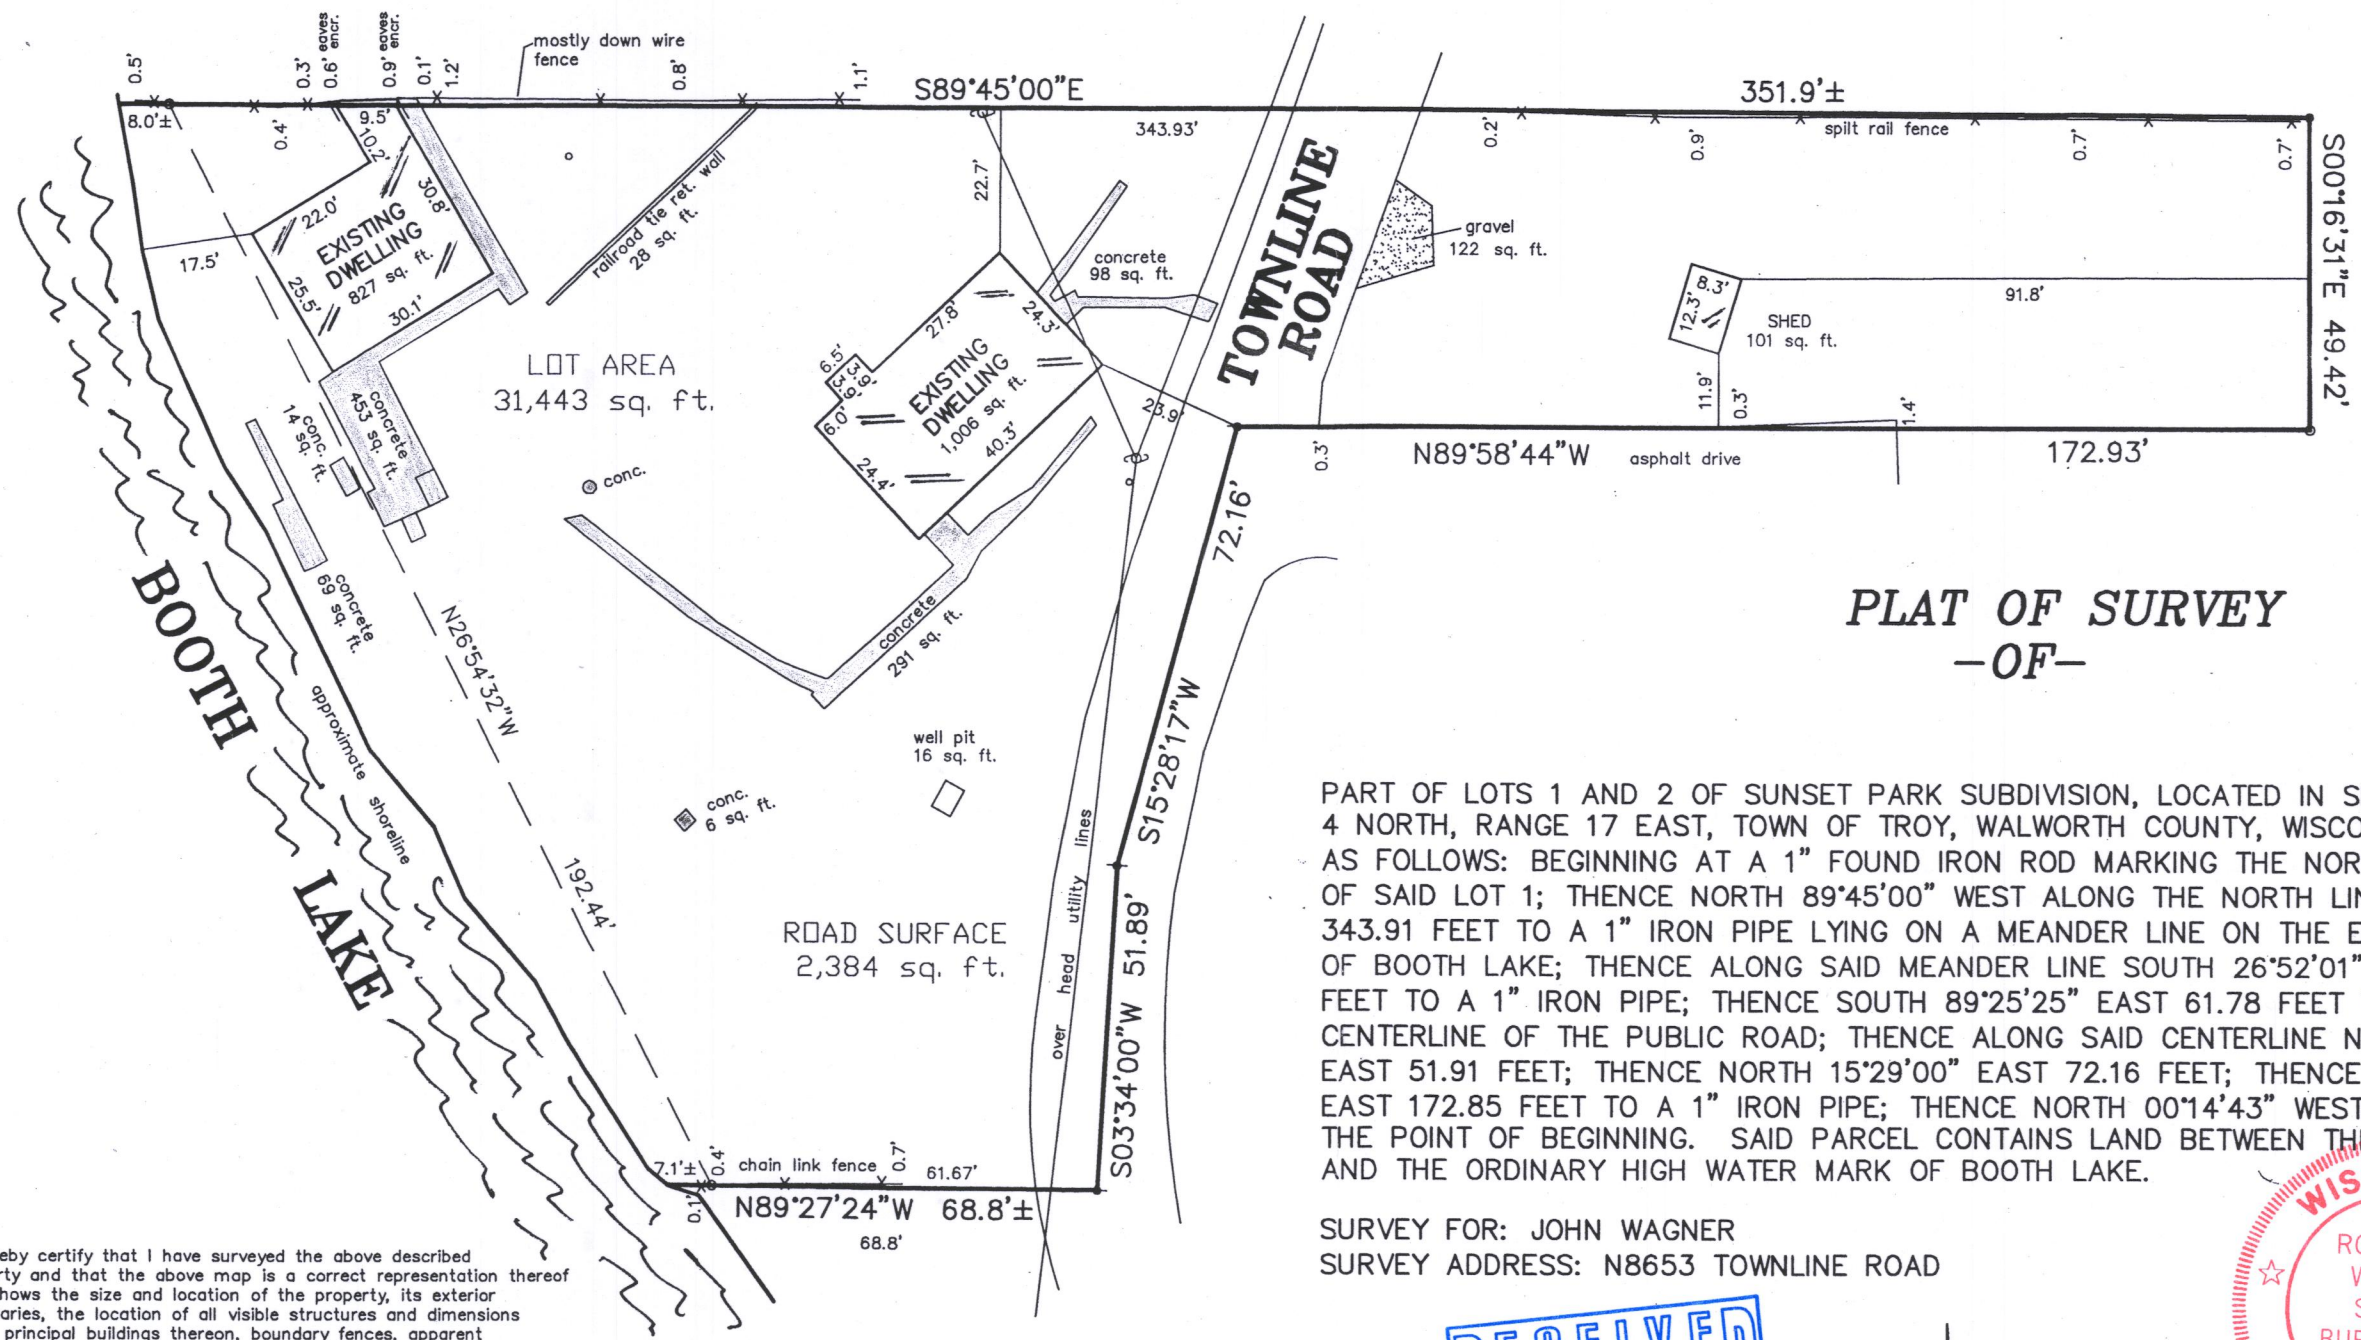 0.5'
0.3'
0.6' eaves
encr.
0.9' eaves
encr.
0.1'
1.2'
mostly down wire
fence
0.8'
1.1'
S89°45'00"E
351.9'±
8.0'±
0.4'
9.5'
10.2'
343.93'
0.2'
0.9'
spilt rail fence
0.7'
0.7'
S00°16'31"E 49.42'
22.0'
30.8'
EXISTING
DWELLING
827 sq. ft.
25.5'
30.1'
17.5'
railroad tie ret. wall
28 sq. ft.
22.7'
concrete
98 sq. ft.
TOWNLINE
ROAD
gravel
122 sq. ft.
8.3'
12.3'
SHED
101 sq. ft.
91.8'
11.9'
0.3'
1.4'
LOT AREA
31,443 sq. ft.
27.8'
24.3'
6.5'
3.9'
3.9'
6.0'
EXISTING
DWELLING
1,006 sq. ft.
40.3'
24.4'
23.9'
0.3'
N89°58'44"W
asphalt drive
172.93'
concrete
453 sq. ft.
conc.
14 sq. ft.
conc.
concrete
69 sq. ft.
72.16'
S15°28'17"W
BOOTH
LAKE
approximate shoreline
N26°54'32"W
192.44'
concrete
291 sq. ft.
well pit
16 sq. ft.
conc.
6 sq. ft.
ROAD SURFACE
2,384 sq. ft.
over head utility lines
S03°34'00"W 51.89'
7.1'±
0.4'
chain link fence
0.7'
61.67'
0.1'
N89°27'24"W 68.8'±
68.8'
PLAT OF SURVEY
-OF-
PART OF LOTS 1 AND 2 OF SUNSET PARK SUBDIVISION, LOCATED IN
4 NORTH, RANGE 17 EAST, TOWN OF TROY, WALWORTH COUNTY,
AS FOLLOWS: BEGINNING AT A 1" FOUND IRON ROD MARKING THE
OF SAID LOT 1; THENCE NORTH 89°45'00" WEST ALONG THE NORTH
343.91 FEET TO A 1" IRON PIPE LYING ON A MEANDER LINE ON THE
OF BOOTH LAKE; THENCE ALONG SAID MEANDER LINE SOUTH 26°52'01"
FEET TO A 1" IRON PIPE; THENCE SOUTH 89°25'25" EAST 61.78 FEET
CENTERLINE OF THE PUBLIC ROAD; THENCE ALONG SAID CENTERLINE
EAST 51.91 FEET; THENCE NORTH 15°29'00" EAST 72.16 FEET; THENCE
EAST 172.85 FEET TO A 1" IRON PIPE; THENCE NORTH 00°14'43" WEST
THE POINT OF BEGINNING. SAID PARCEL CONTAINS LAND BETWEEN
AND THE ORDINARY HIGH WATER MARK OF BOOTH LAKE.
SURVEY FOR: JOHN WAGNER
SURVEY ADDRESS: N8653 TOWNLINE ROAD
eby certify that I have surveyed the above described
rty and that the above map is a correct representation thereof
hows the size and location of the property, its exterior
aries, the location of all visible structures and dimensions
principal buildings thereon, boundary fences, apparent
WIS